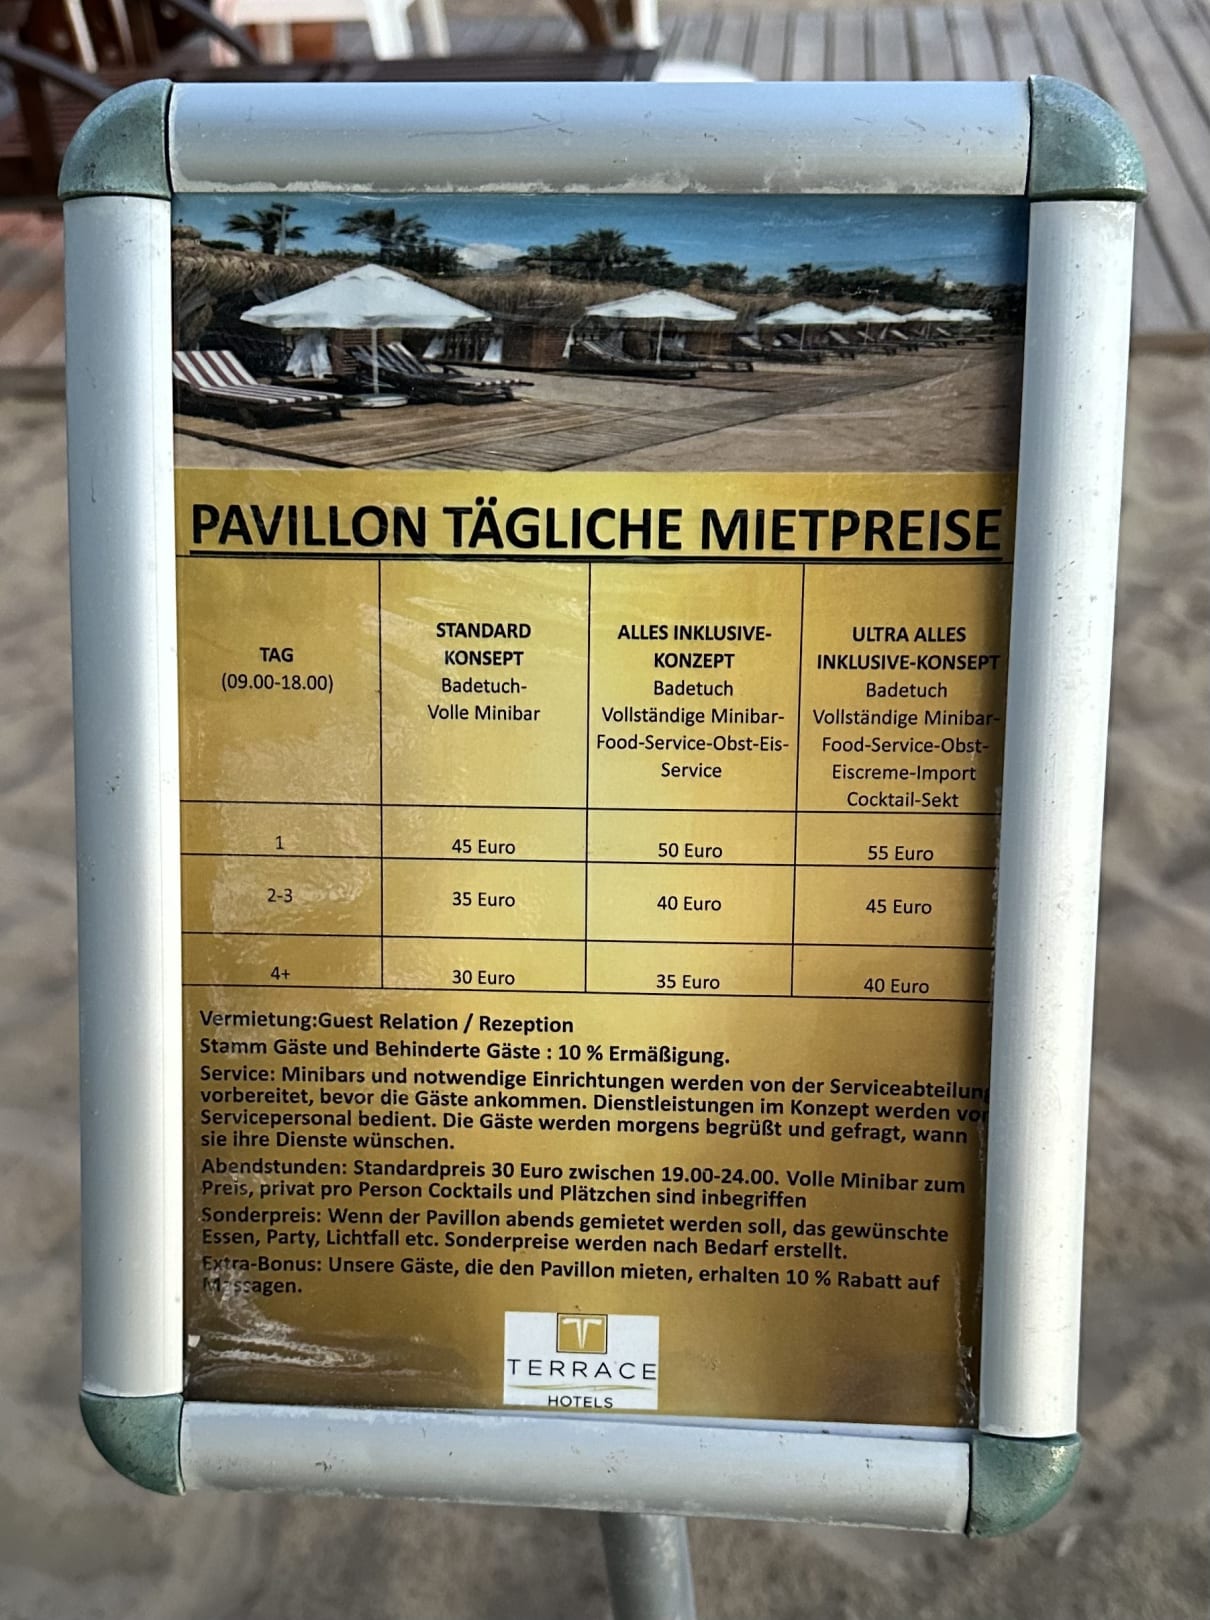 PAVILLON TÄGLICHE MIETPREISE
TAG
(09.00-18.00)
STANDARD
KONSEPT
Badetuch-
Volle Minibar
ALLES INKLUSIVE-
KONZEPT
Badetuch
Vollständige Minibar-
Food-Service-Obst-Eis-
Service
ULTRA ALLES
INKLUSIVE-KONSEPT
Badetuch
Vollständige Minibar-
Food-Service-Obst-
Eiscreme-Import
Cocktail-Sekt
1 45 Euro 50 Euro 55 Euro
2-3 35 Euro 40 Euro 45 Euro
4+ 30 Euro 35 Euro 40 Euro
Vermietung:Guest Relation / Rezeption
Stamm Gäste und Behinderte Gäste : 10 % Ermäßigung.
Service: Minibars und notwendige Einrichtungen werden von der Serviceabteilung
vorbereitet, bevor die Gäste ankommen. Dienstleistungen im Konzept werden vor
Servicepersonal bedient. Die Gäste werden morgens begrüßt und gefragt, wann
sie ihre Dienste wünschen.
Abendstunden: Standardpreis 30 Euro zwischen 19.00-24.00. Volle Minibar zum
Preis, privat pro Person Cocktails und Plätzchen sind inbegriffen
Sonderpreis: Wenn der Pavillon abends gemietet werden soll, das gewünschte
Essen, Party, Lichtfall etc. Sonderpreise werden nach Bedarf erstellt.
Extra-Bonus: Unsere Gäste, die den Pavillon mieten, erhalten 10 % Rabatt auf
Massagen.
T
TERRACE
HOTELS